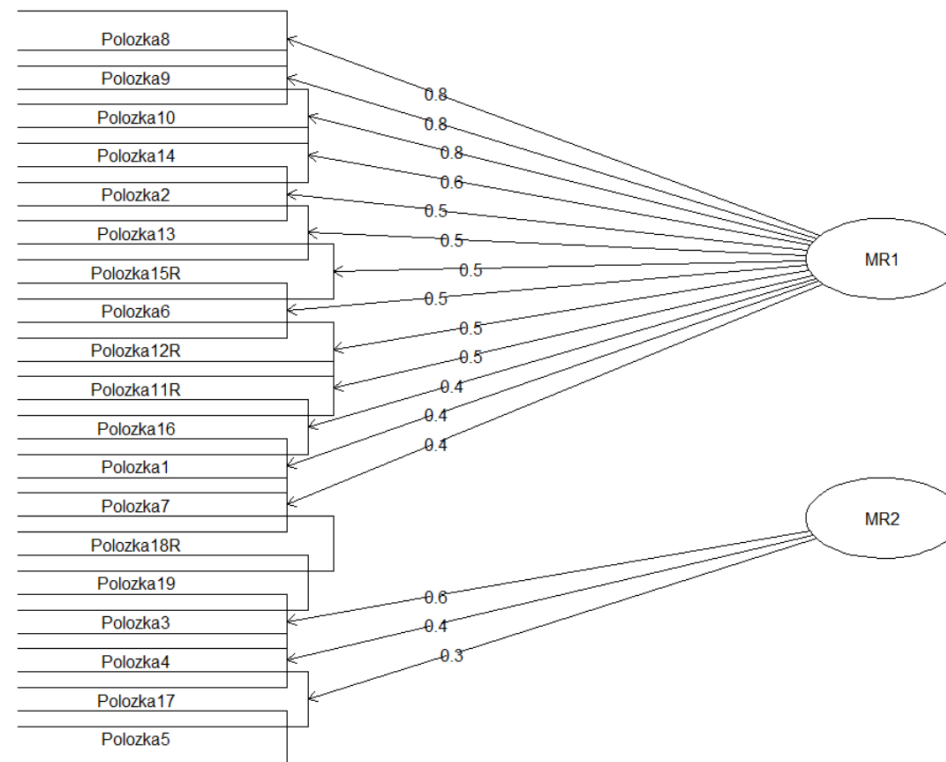 Polozka8
Polozka9
Polozka10
Polozka14
Polozka2
Polozka13
Polozka15R
Polozka6
Polozka12R
Polozka11R
Polozka16
Polozka1
Polozka7
Polozka18R
Polozka19
Polozka3
Polozka4
Polozka17
Polozka5
0.8
0.8
0.8
0.6
0.5
0.5
0.5
0.5
0.5
0.5
0.4
0.4
0.4
0.6
0.4
0.3
MR1
MR2